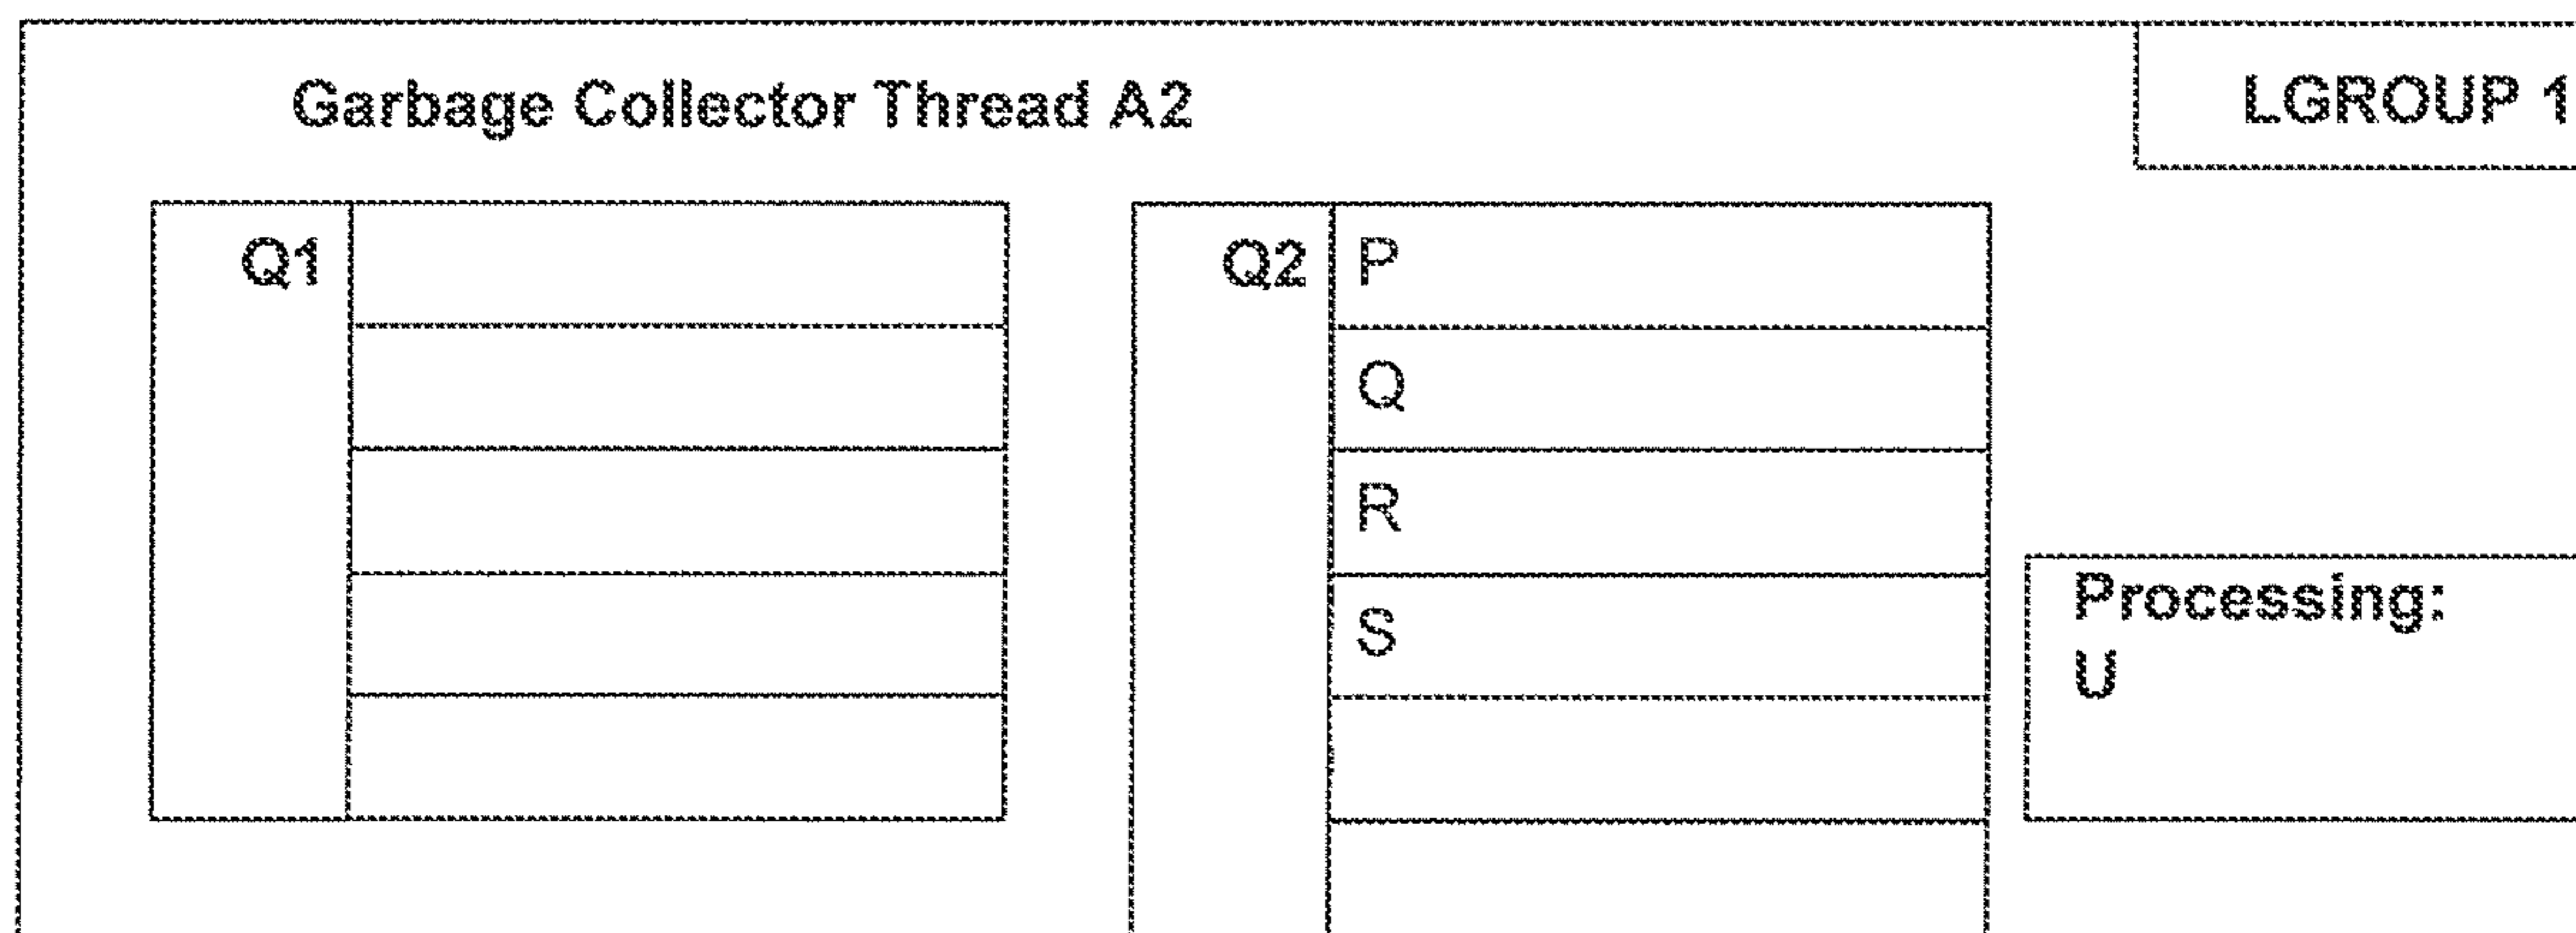 Garbage Collector Thread A2
LGROUP 1
Q1
Q2
P
Q
R
S
Processing:
U